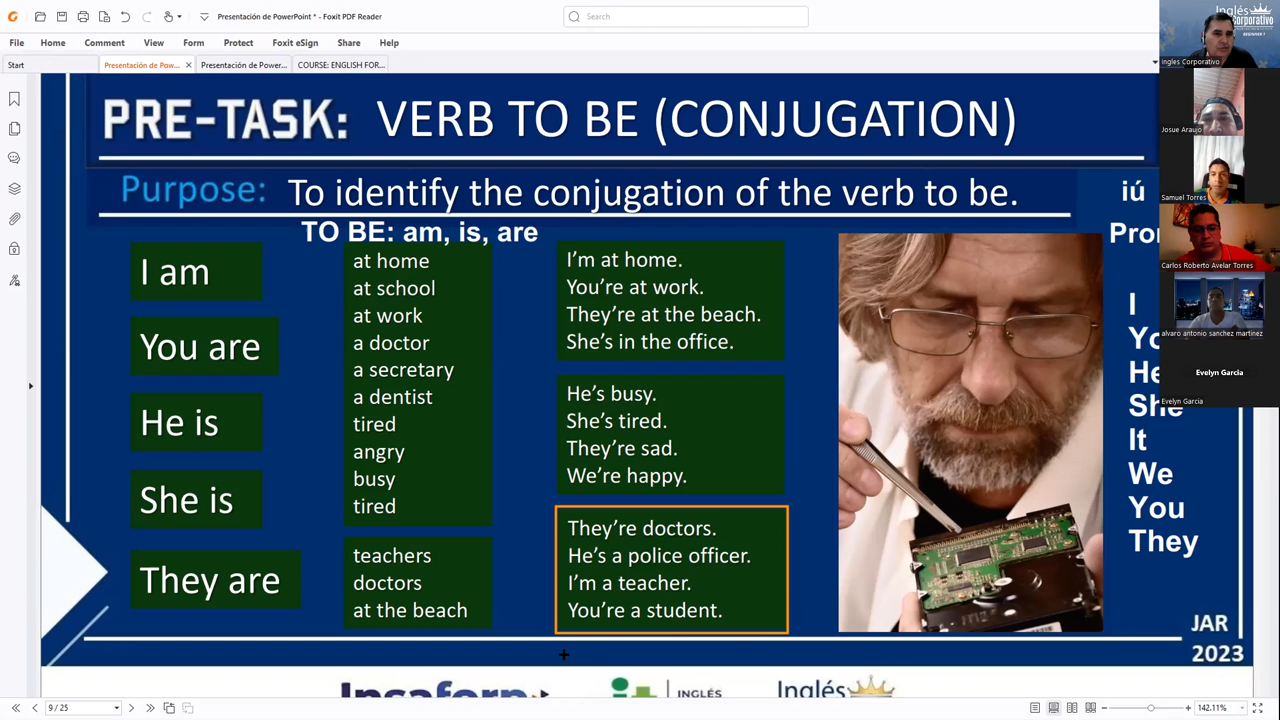 Presentación de PowerPoint * - Foxit PDF Reader
Search
File Home Comment View Form Protect Foxit eSign Share Help
Start
Presentación de Pow...
Presentación de Power...
COURSE: ENGLISH FOR...
PRE-TASK: VERB TO BE (CONJUGATION)
Purpose: To identify the conjugation of the verb to be.
TO BE: am, is, are
I am
You are
He is
She is
They are
at home
at school
at work
a doctor
a secretary
a dentist
tired
angry
busy
tired
teachers
doctors
at the beach
I'm at home.
You're at work.
They're at the beach.
She's in the office.
He's busy.
She's tired.
They're sad.
We're happy.
They're doctors.
He's a police officer.
I'm a teacher.
You're a student.
iú
I
He
She
It
We
You
They
JAR
2023
INGLÉS
Inglés
Inglés
Corporativo
BEGINNER 1
Ingles Corporativo
Josue Araujo
Samuel Torres
Carlos Roberto Avelar Torres
alvaro antonio sanchez martinez
Evelyn Garcia
Evelyn Garcia
9 / 25
142.11%